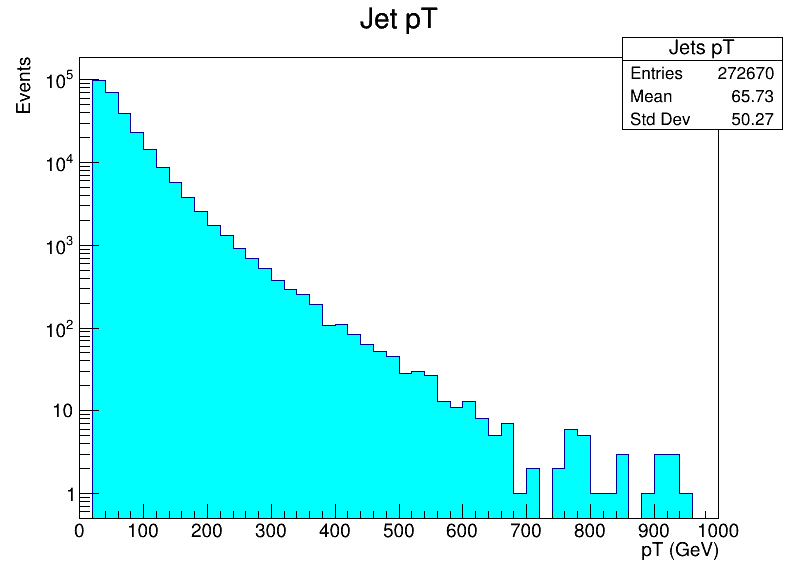 Jet pT
Jets pT
Entries 272670
Mean 65.73
Std Dev 50.27
Events
10^5
10^4
10^3
10^2
10
1
0 100 200 300 400 500 600 700 800 900 1000
pT (GeV)